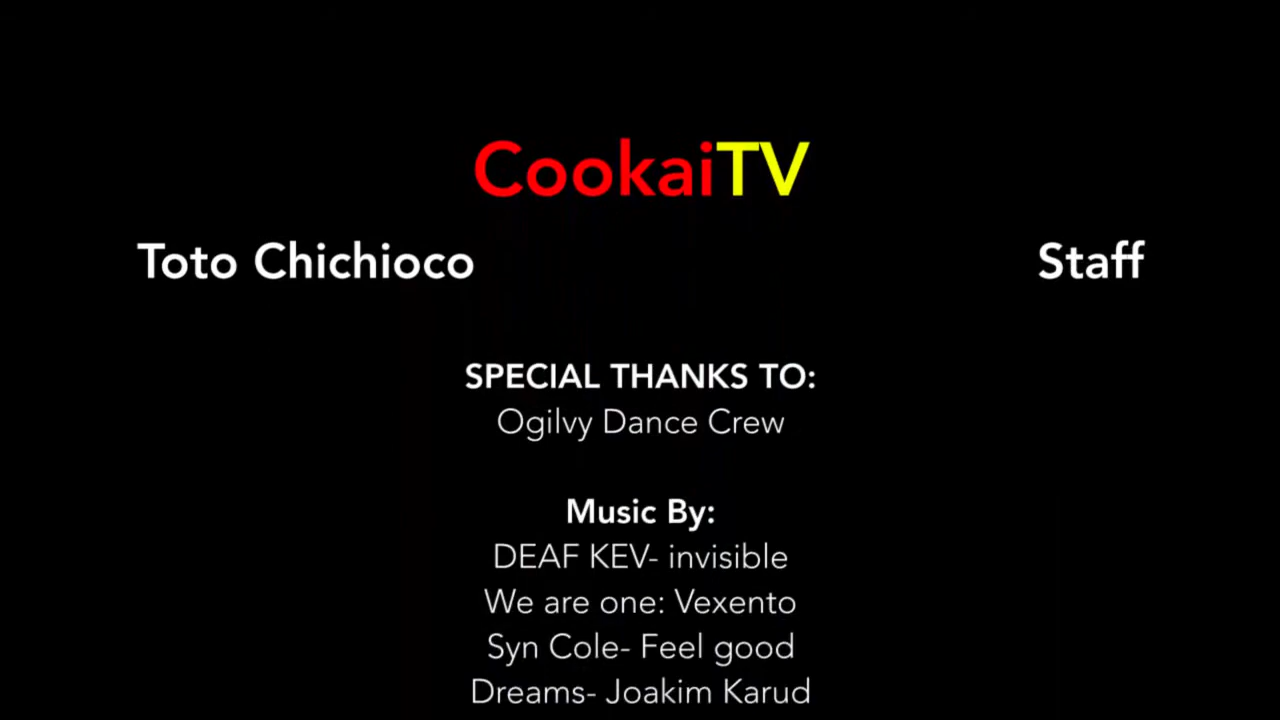 CookaiTV
Toto Chichioco Staff
SPECIAL THANKS TO:
Ogilvy Dance Crew
Music By:
DEAF KEV- invisible
We are one: Vexento
Syn Cole- Feel good
Dreams- Joakim Karud